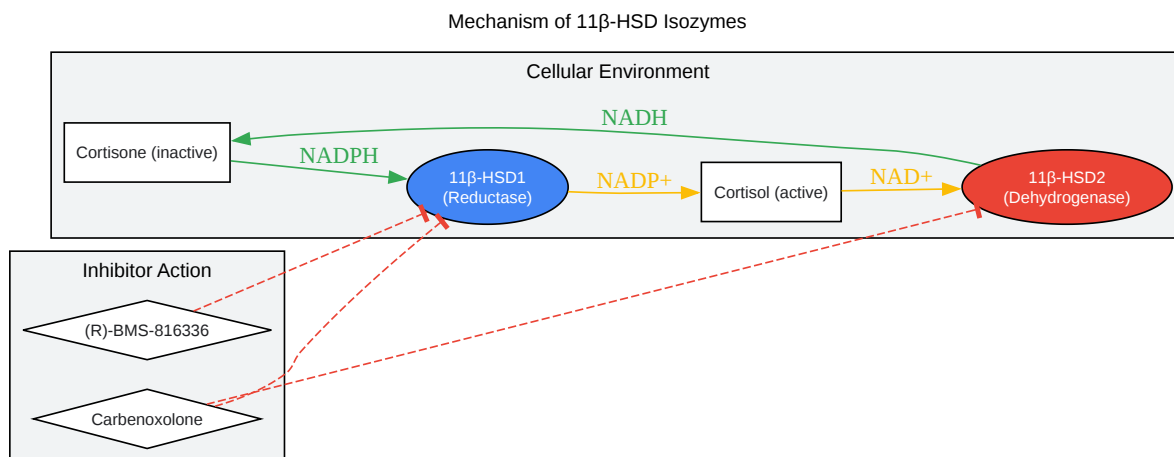 Mechanism of 11β-HSD Isozymes
Cellular Environment
NADH
Cortisone (inactive)
NADPH
11β-HSD1
(Reductase)
NADP+
Cortisol (active)
NAD+
11β-HSD2
(Dehydrogenase)
Inhibitor Action
(R)-BMS-816336
Carbenoxolone